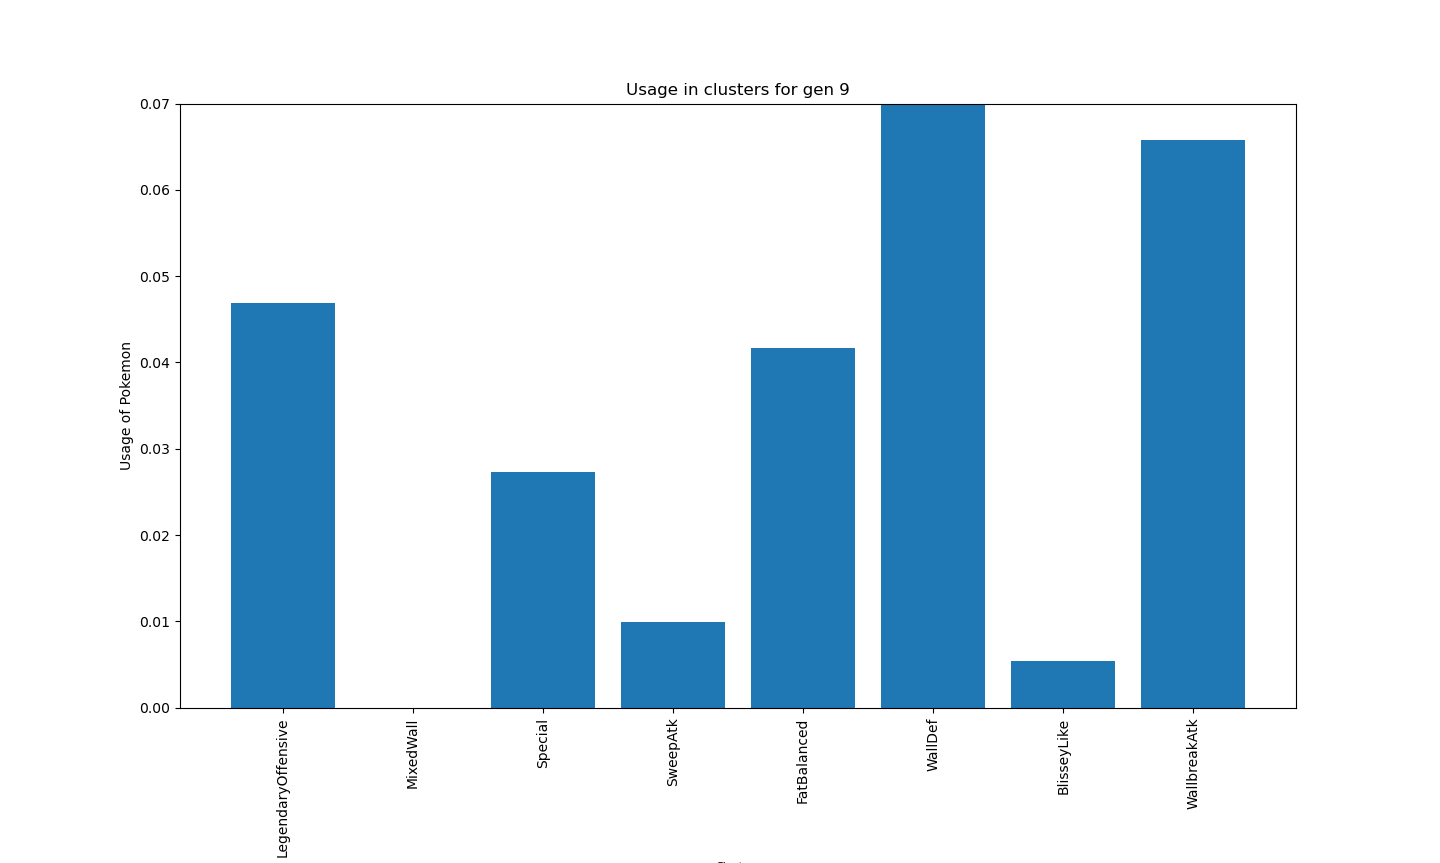 Usage in clusters for gen 9
Usage of Pokemon
0.07
0.06
0.05
0.04
0.03
0.02
0.01
0.00
LegendaryOffensive
MixedWall
Special
SweepAtk
FatBalanced
WallDef
BlisseyLike
WallbreakAtk